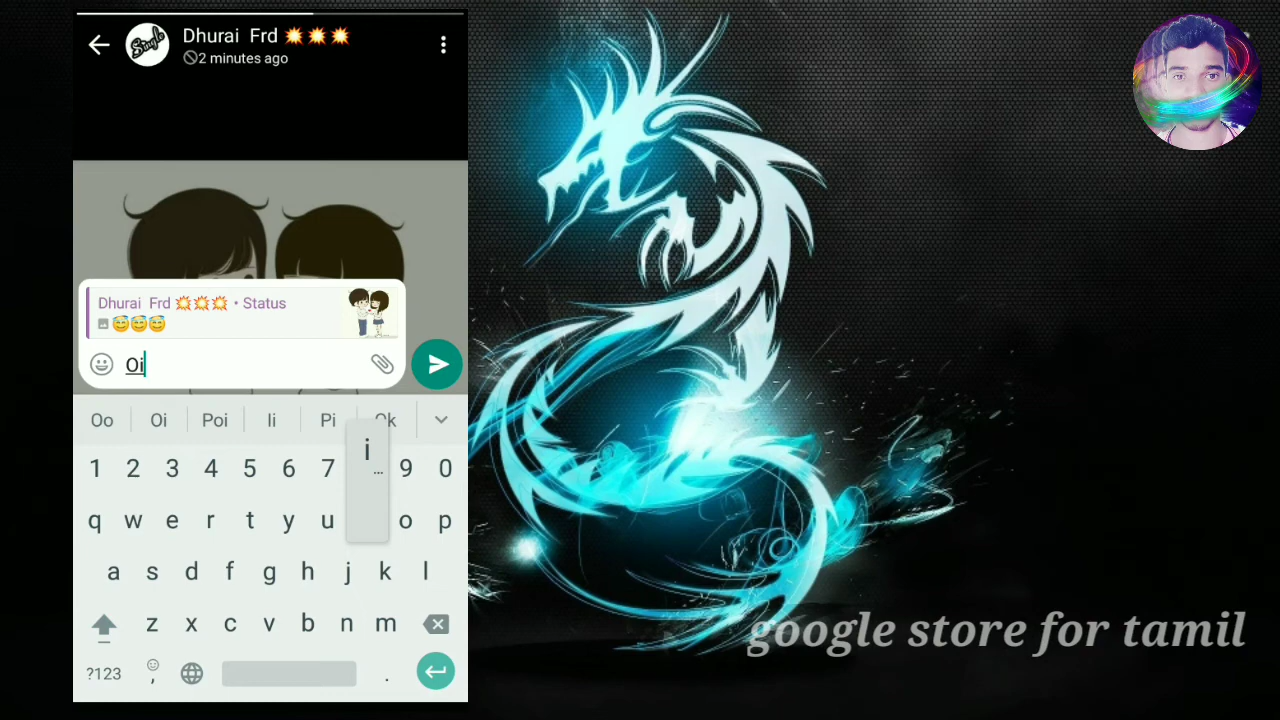 Dhurai Frd 💥💥💥
2 minutes ago
Single
Dhurai Frd 💥💥💥 • Status
😇😇😇
Oi
Oo Oi Poi Ii Pi Ok
i
...
1 2 3 4 5 6 7 9 0
q w e r t y u o p
a s d f g h j k l
z x c v b n m
?123 , .
google store for tamil